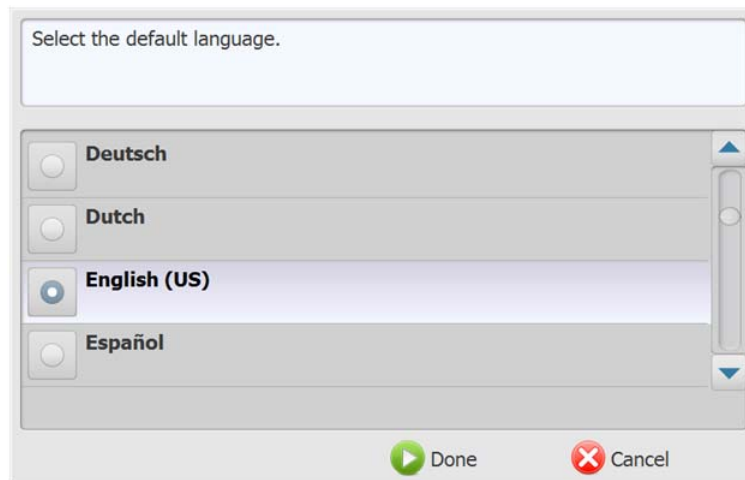 Select the default language.
Deutsch
Dutch
English (US)
Español
Done
Cancel